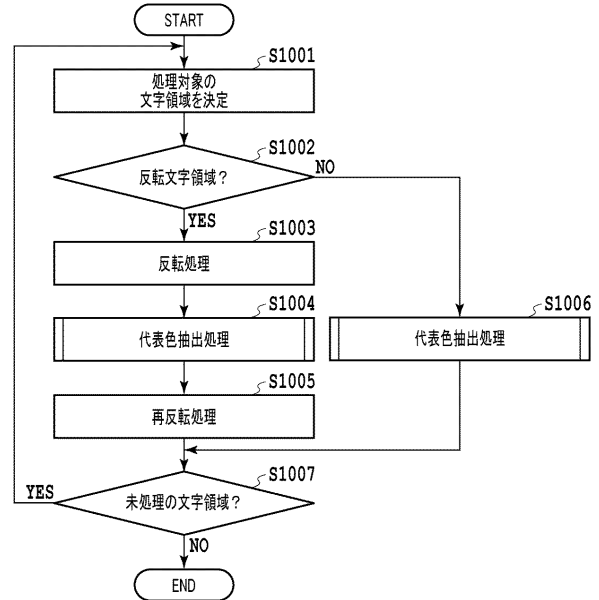 START
S1001
処理対象の
文字領域を決定
S1002
反転文字領域？
NO
YES
S1003
反転処理
S1004
代表色抽出処理
S1006
代表色抽出処理
S1005
再反転処理
S1007
未処理の文字領域？
YES
NO
END